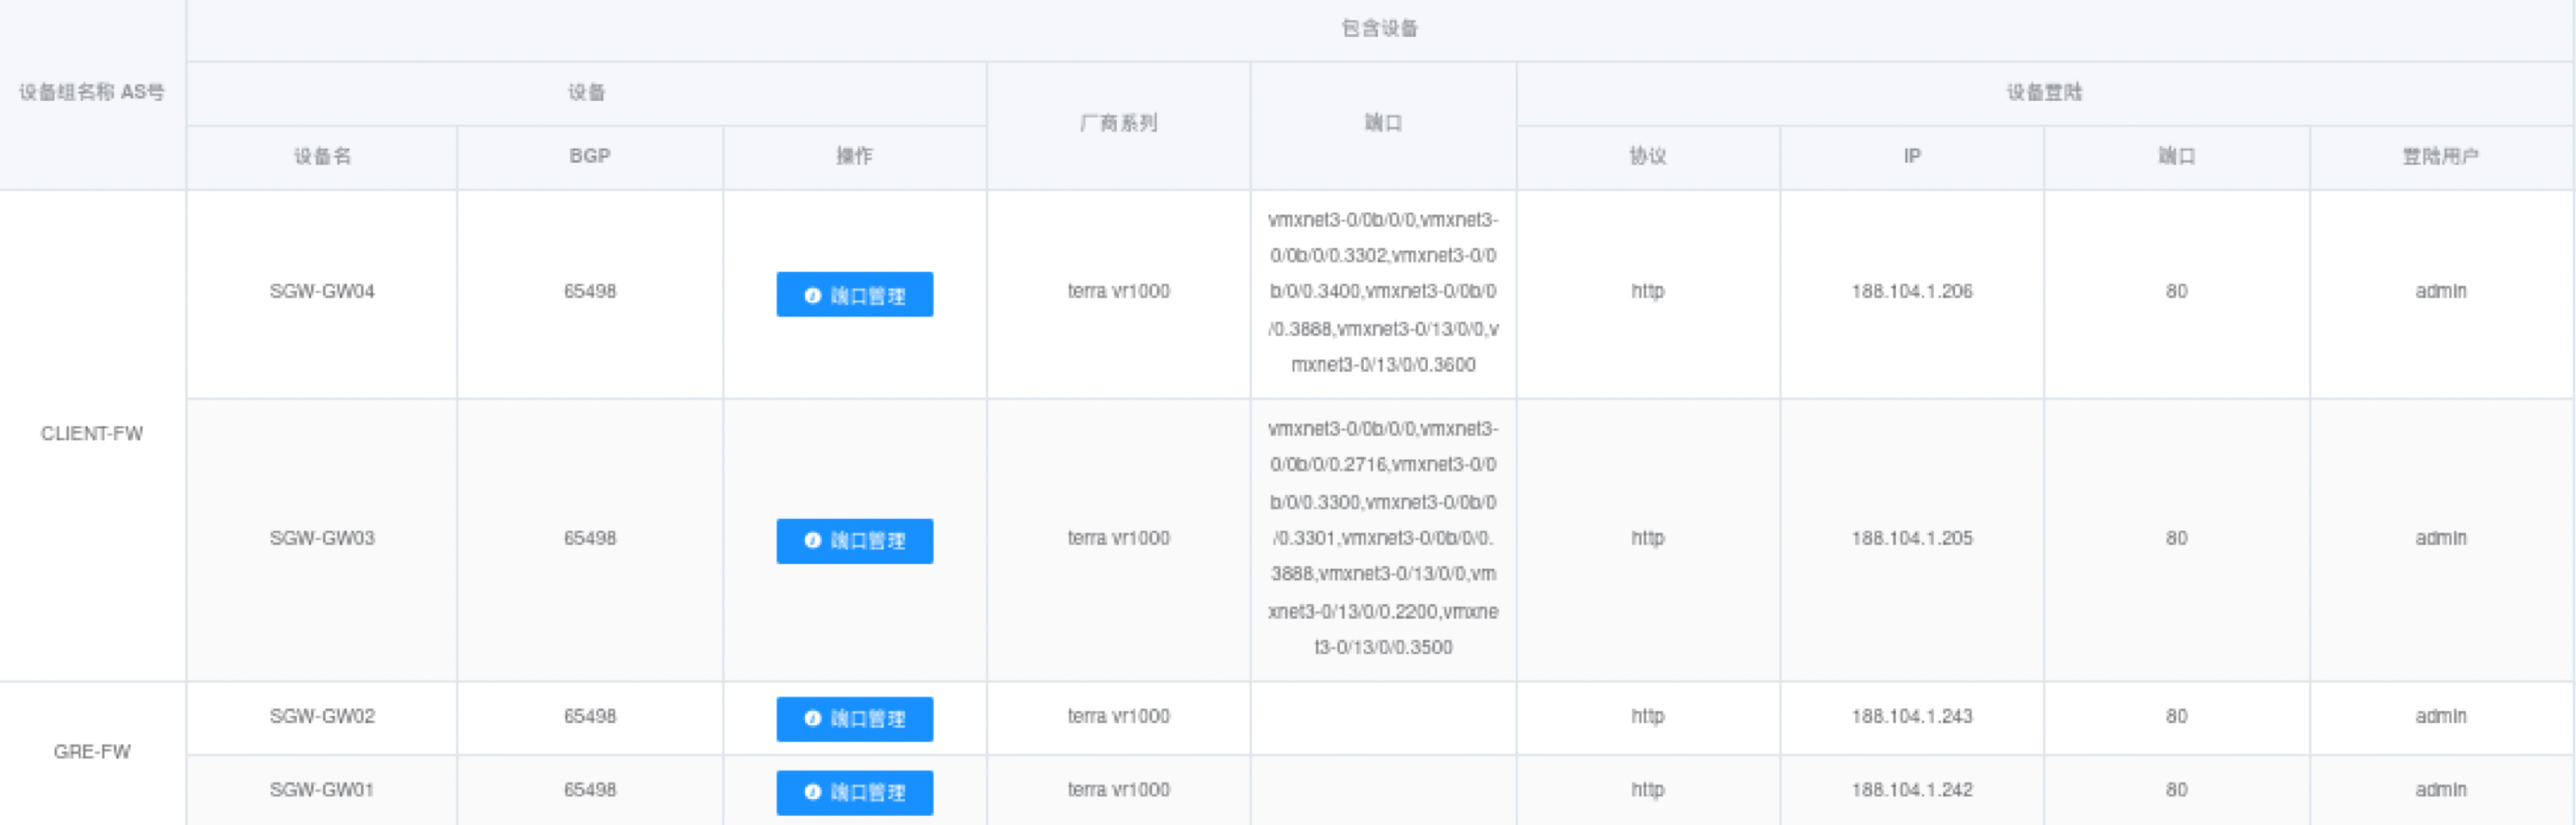 包含设备
设备组名称 AS号
设备
厂商系列
端口
设备登陆
设备名
BGP
操作
协议
IP
端口
登陆用户
CLIENT-FW
SGW-GW04
65498
端口管理
terra vr1000
vmxnet3-0/0b/0/0,vmxnet3-
0/0b/0/0.3302,vmxnet3-0/0
b/0/0.3400,vmxnet3-0/0b/0
/0.3888,vmxnet3-0/13/0/0,v
mxnet3-0/13/0/0.3600
http
188.104.1.206
80
admin
SGW-GW03
65498
端口管理
terra vr1000
vmxnet3-0/0b/0/0,vmxnet3-
0/0b/0/0.2716,vmxnet3-0/0
b/0/0.3300,vmxnet3-0/0b/0
/0.3301,vmxnet3-0/0b/0/0.
3888,vmxnet3-0/13/0/0,vm
xnet3-0/13/0/0.2200,vmxne
t3-0/13/0/0.3500
http
188.104.1.205
80
admin
GRE-FW
SGW-GW02
65498
端口管理
terra vr1000
http
188.104.1.243
80
admin
SGW-GW01
65498
端口管理
terra vr1000
http
188.104.1.242
80
admin